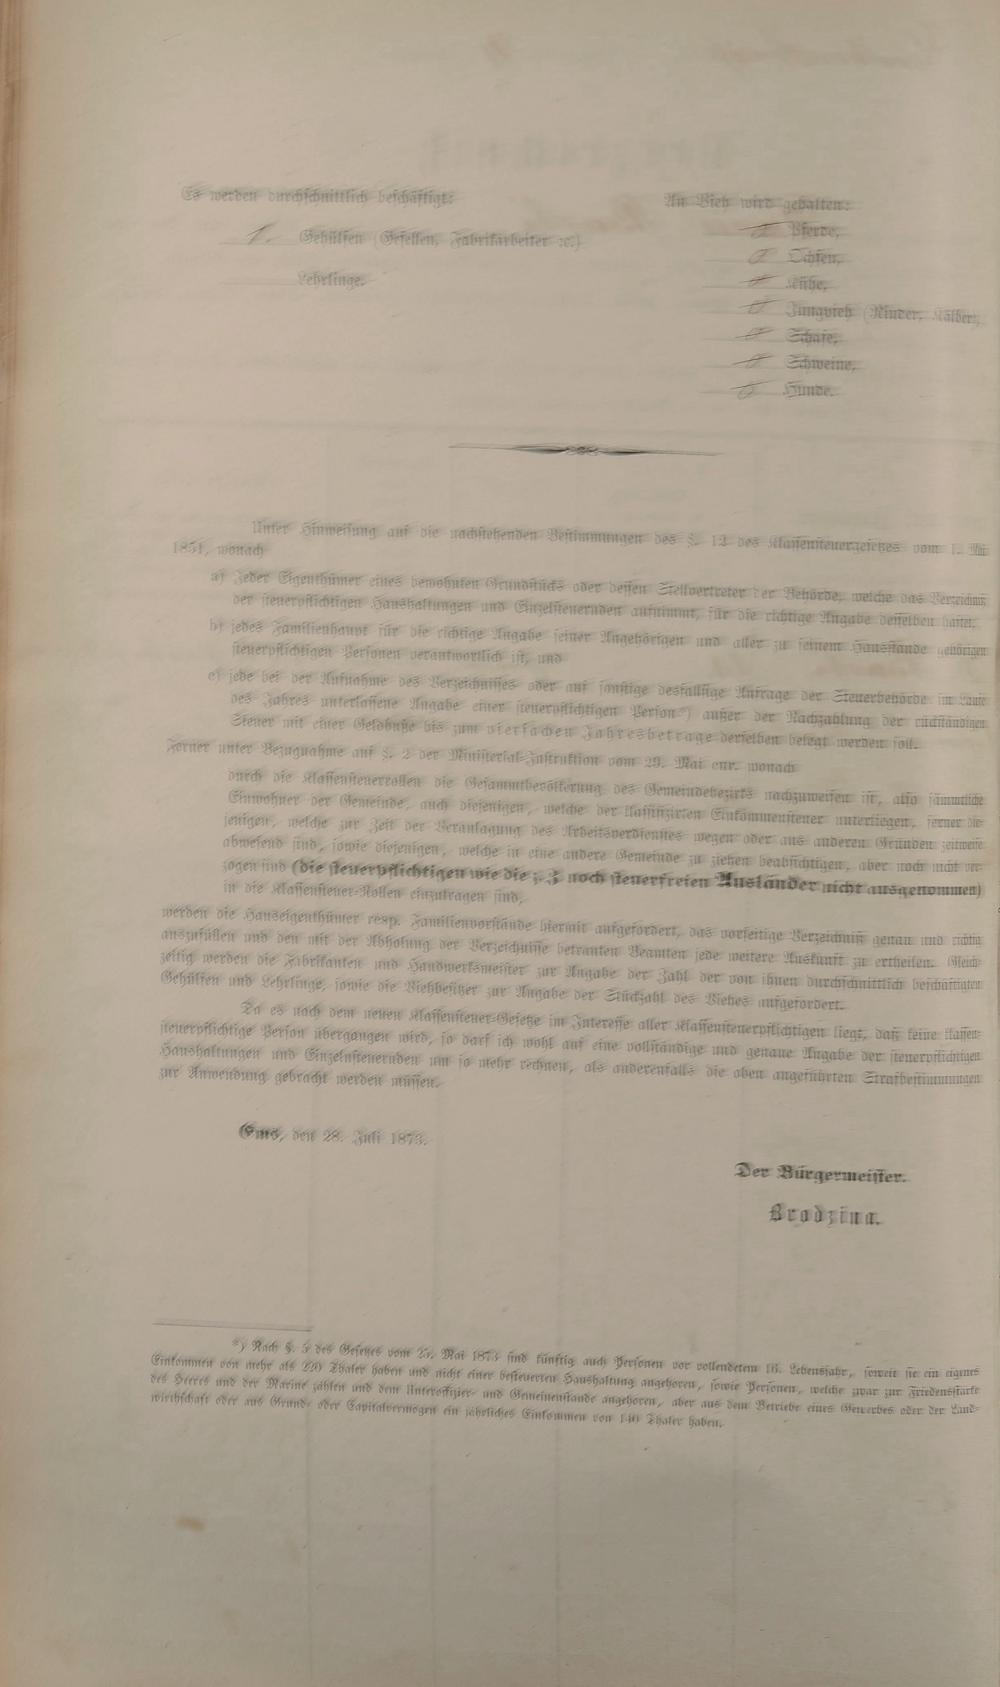 Es werden durchschnittlich beschäftigt:
1. Gehülfen (Gesellen, Fabrikarbeiter ꝛc.)
Lehrlinge.
An Vieh wird gehalten:
Pferde,
Ochsen,
Kühe,
Jungvieh (Rinder, Kälber),
Schafe,
Schweine,
Hunde.
Unter Hinweisung auf die nachstehenden Bestimmungen des §. 12 des Klassensteuergesetzes vom 1. Mai
1851, wonach
a) Jeder Eigenthümer eines bewohnten Grundstücks oder dessen Stellvertreter der Behörde, welche das Verzeichniß
der steuerpflichtigen Haushaltungen und Einzelsteuernden aufnimmt, für die richtige Angabe derselben haftet,
b) jedes Familienhaupt für die richtige Angabe seiner Angehörigen und aller zu seinem Hausstande gehörigen
steuerpflichtigen Personen verantwortlich ist, und
c) jede bei der Aufnahme des Verzeichnisses oder auf sonstige desfallsige Anfrage der Steuerbehörde im Laufe
des Jahres unterlassene Angabe einer steuerpflichtigen Person*) außer der Nachzahlung der rückständigen
Steuer mit einer Geldbuße bis zum vierfachen Jahresbetrage derselben belegt werden soll.
Ferner unter Bezugnahme auf §. 2 der Ministerial-Instruktion vom 29. Mai cur. wonach
durch die Klassensteuerrollen die Gesammtbevölkerung des Gemeindebezirks nachzuweisen ist, also sämmtliche
Einwohner der Gemeinde, auch diejenigen, welche der klassifizirten Einkommensteuer unterliegen, ferner die-
jenigen, welche zur Zeit der Veranlagung des Arbeitsverdienstes wegen oder aus anderen Gründen zeitweise
abwesend sind, sowie diejenigen, welche in eine andere Gemeinde zu ziehen beabsichtigen, aber noch nicht ver-
zogen sind (die steuerpflichtigen wie die z. Z. noch steuerfreien Ausländer nicht ausgenommen)
in die Klassensteuer-Rollen einzutragen sind,
werden die Hauseigenthümer resp. Familienvorstände hiermit aufgefordert, das vorseitige Verzeichniß genau und richtig
auszufüllen und den mit der Abholung der Verzeichnisse betrauten Beamten jede weitere Auskunft zu ertheilen. Gleich-
zeitig werden die Fabrikanten und Handwerksmeister zur Angabe der Zahl der von ihnen durchschnittlich beschäftigten
Gehülfen und Lehrlinge, sowie die Viehbesitzer zur Angabe der Stückzahl des Viehes aufgefordert.
Da es nach dem neuen Klassensteuer-Gesetze im Interesse aller Klassensteuerpflichtigen liegt, daß keine klassen-
steuerpflichtige Person übergangen wird, so darf ich wohl auf eine vollständige und genaue Angabe der steuerpflichtigen
Haushaltungen und Einzelnsteuernden um so mehr rechnen, als anderenfalls die oben angeführten Strafbestimmungen
zur Anwendung gebracht werden müssen.
Ems, den 28. Juli 1873.
Der Bürgermeister.
Brodzina.
*) Nach §. 5 des Gesetzes vom 25. Mai 1873 sind künftig auch Personen vor vollendetem 16. Lebensjahr, soweit sie ein eigenes
Einkommen von mehr als Thaler haben und nicht einer besteuerten Haushaltung angehören, sowie Personen, welche zwar zur Friedensstärke
des Heeres und der Marine zählen und dem Unteroffizier- und Gemeinenstande angehören, aber aus dem Betriebe eines Gewerbes oder der Land-
wirthschaft oder aus Grund- oder Capitalvermögen ein jährliches Einkommen von 140 Thaler haben.